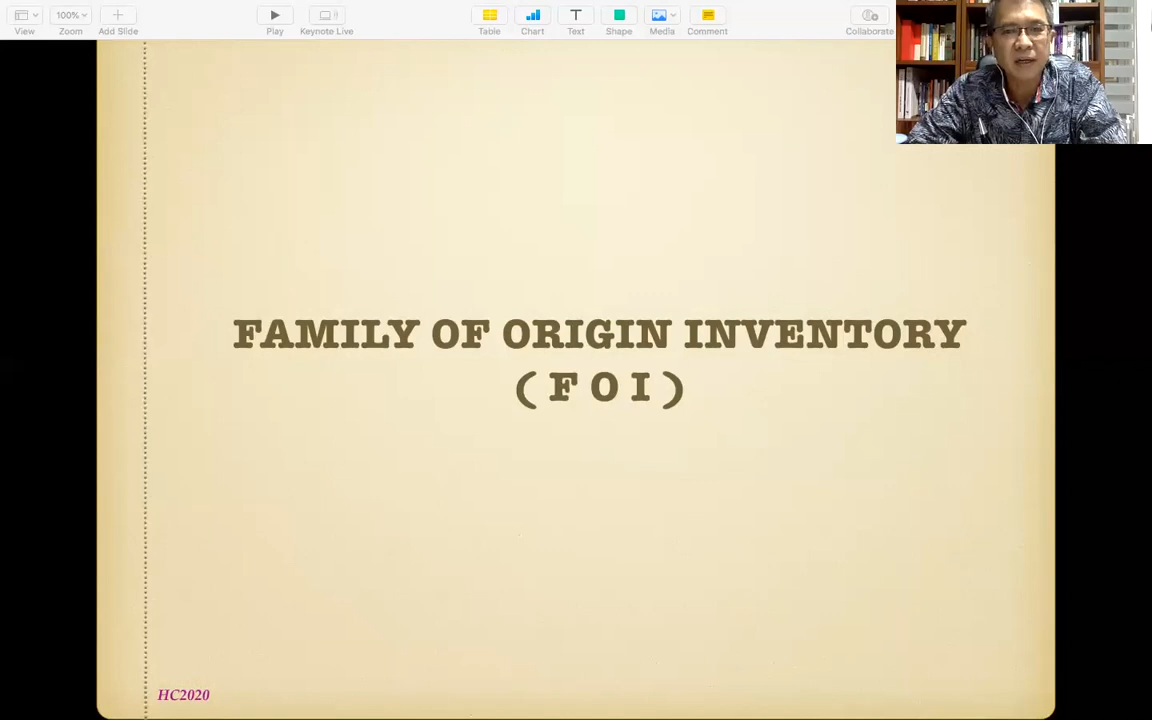 View
Zoom
Add Slide
Play
Keynote Live
Table
Chart
Text
Shape
Media
Comment
Collaborate
100%
T
FAMILY OF ORIGIN INVENTORY
( F O I )
HC2020